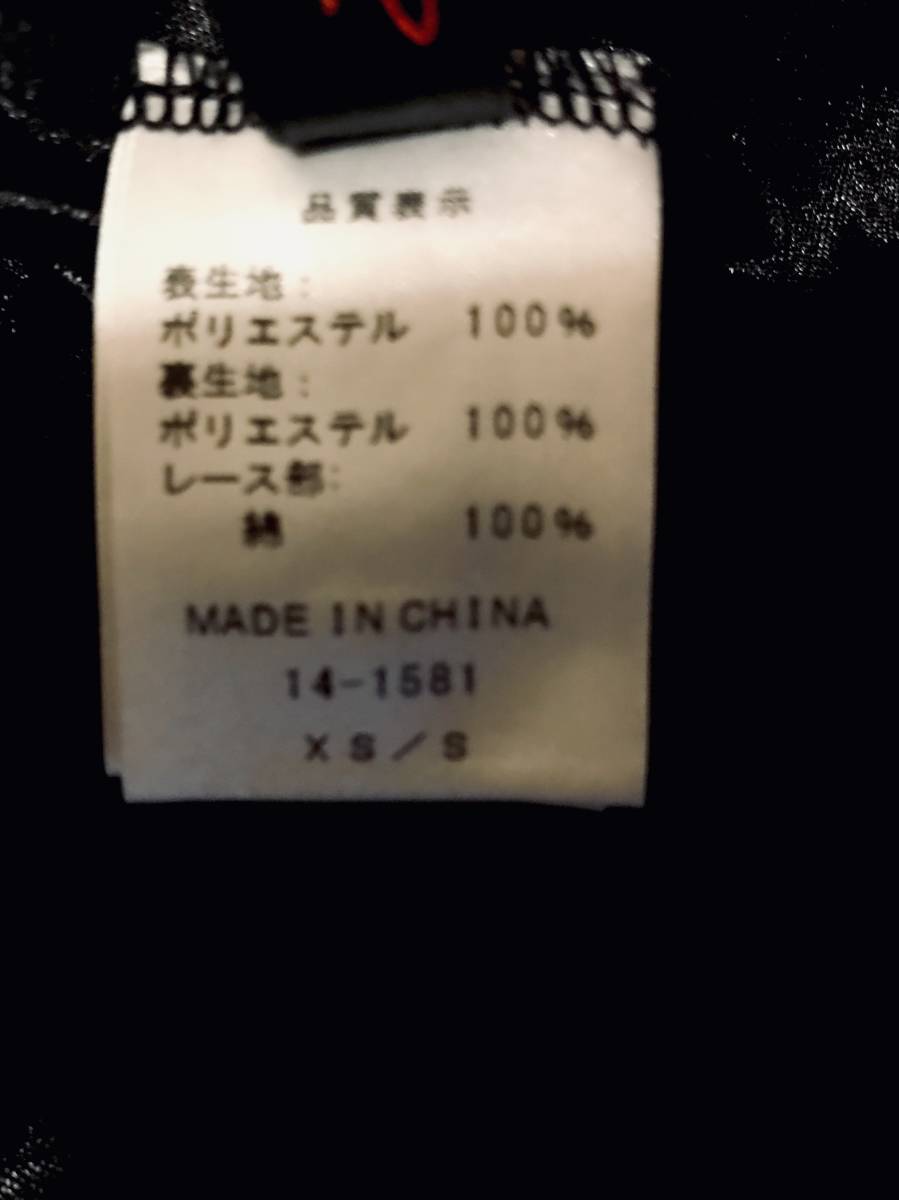 品質表示
表生地:
ポリエステル 100%
裏生地:
ポリエステル 100%
レース部:
綿 100%
MADE IN CHINA
14-1581
XS/S